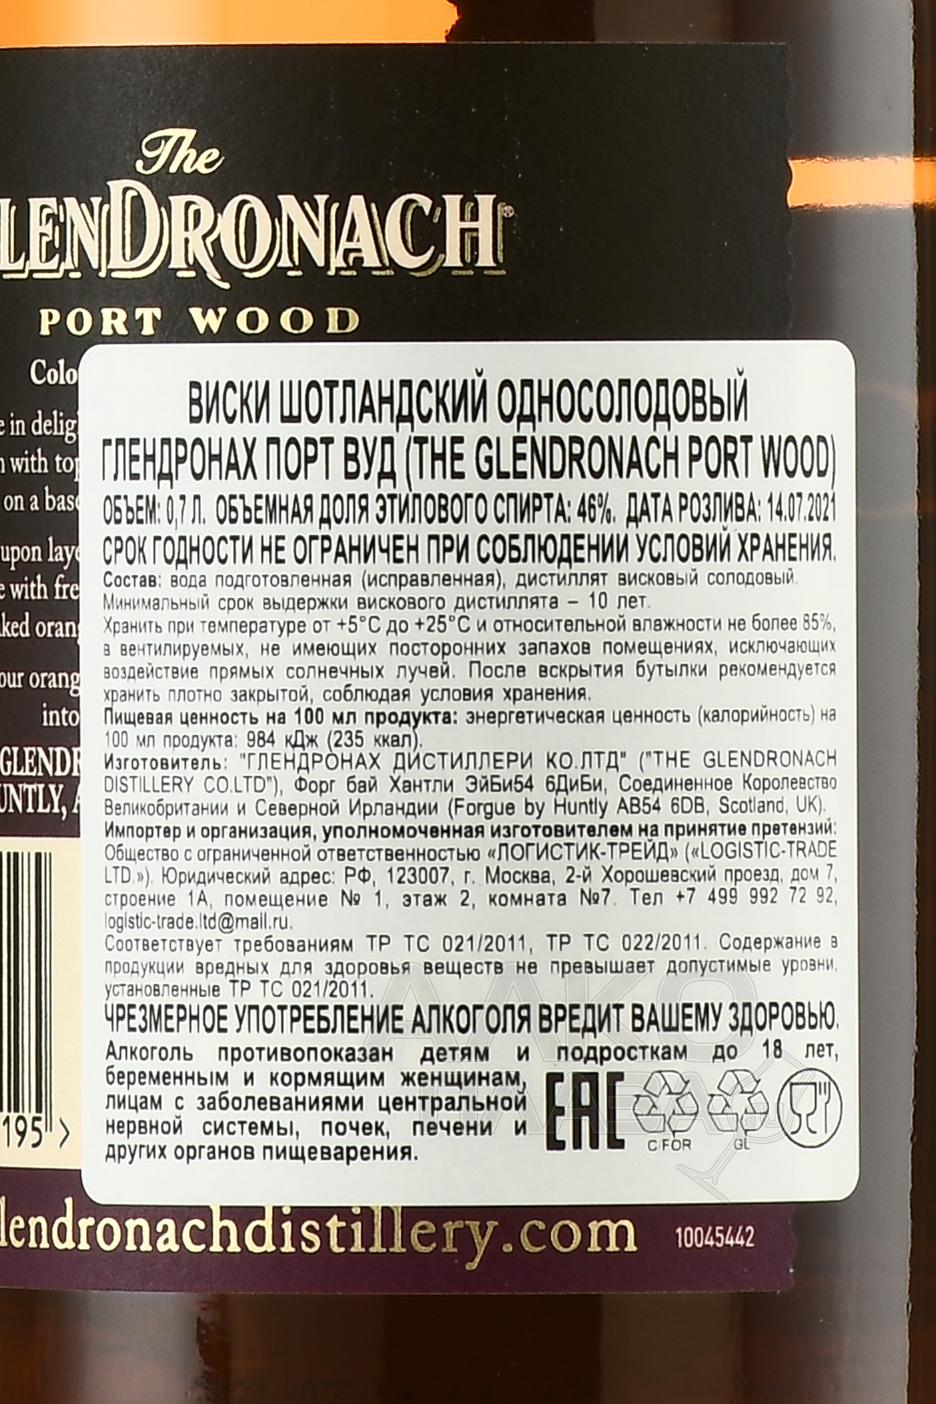 The
LENDRONACH
PORT WOOD
Colo
e in delig
with top
on a base
upon laye
e with fre
ked orang
our orang
into
GLENDR
UNTLY, A
ВИСКИ ШОТЛАНДСКИЙ ОДНОСОЛОДОВЫЙ
ГЛЕНДРОНАХ ПОРТ ВУД (THE GLENDRONACH PORT WOOD)
ОБЪЕМ: 0,7 Л. ОБЪЕМНАЯ ДОЛЯ ЭТИЛОВОГО СПИРТА: 46%. ДАТА РОЗЛИВА: 14.07.2021
СРОК ГОДНОСТИ НЕ ОГРАНИЧЕН ПРИ СОБЛЮДЕНИИ УСЛОВИЙ ХРАНЕНИЯ.
Состав: вода подготовленная (исправленная), дистиллят висковый солодовый.
Минимальный срок выдержки вискового дистиллята – 10 лет.
Хранить при температуре от +5°С до +25°С и относительной влажности не более 85%,
в вентилируемых, не имеющих посторонних запахов помещениях, исключающих
воздействие прямых солнечных лучей. После вскрытия бутылки рекомендуется
хранить плотно закрытой, соблюдая условия хранения.
Пищевая ценность на 100 мл продукта: энергетическая ценность (калорийность) на
100 мл продукта: 984 кДж (235 ккал).
Изготовитель: "ГЛЕНДРОНАХ ДИСТИЛЛЕРИ КО.ЛТД" ("THE GLENDRONACH
DISTILLERY CO.LTD"), Форг бай Хантли ЭйБи54 6ДиБи, Соединенное Королевство
Великобритании и Северной Ирландии (Forgue by Huntly AB54 6DB, Scotland, UK).
Импортер и организация, уполномоченная изготовителем на принятие претензий:
Общество с ограниченной ответственностью «ЛОГИСТИК-ТРЕЙД» («LOGISTIC-TRADE
LTD.»). Юридический адрес: РФ, 123007, г. Москва, 2-й Хорошевский проезд, дом 7,
строение 1А, помещение № 1, этаж 2, комната №7. Тел +7 499 992 72 92,
logistic-trade.ltd@mail.ru.
Соответствует требованиям ТР ТС 021/2011, ТР ТС 022/2011. Содержание в
продукции вредных для здоровья веществ не превышает допустимые уровни,
установленные ТР ТС 021/2011.
ЧРЕЗМЕРНОЕ УПОТРЕБЛЕНИЕ АЛКОГОЛЯ ВРЕДИТ ВАШЕМУ ЗДОРОВЬЮ.
Алкоголь противопоказан детям и подросткам до 18 лет,
беременным и кормящим женщинам,
лицам с заболеваниями центральной
нервной системы, почек, печени и
других органов пищеварения.
EAC
C/FOR
GL
195 >
lendronachdistillery.com
10045442